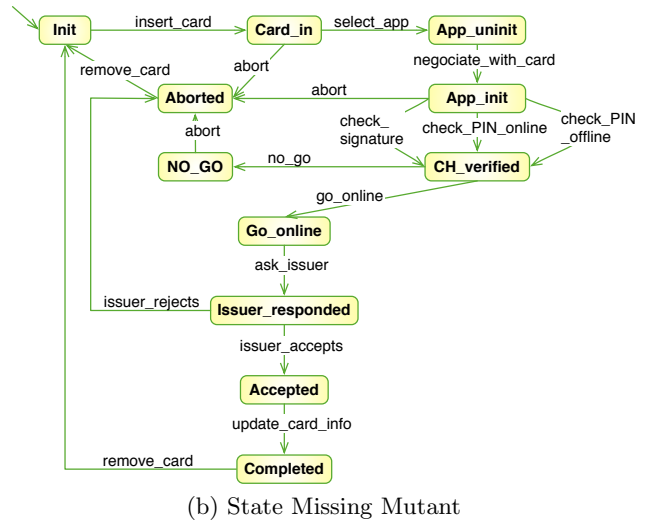 insert_card
select_app
Init
Card_in
App_uninit
negociate_with_card
abort
remove_card
abort
Aborted
App_init
check_
signature
check_PIN_online
check_PIN
_offline
abort
no_go
NO_GO
CH_verified
go_online
Go_online
ask_issuer
issuer_rejects
Issuer_responded
issuer_accepts
Accepted
update_card_info
remove_card
Completed
(b) State Missing Mutant